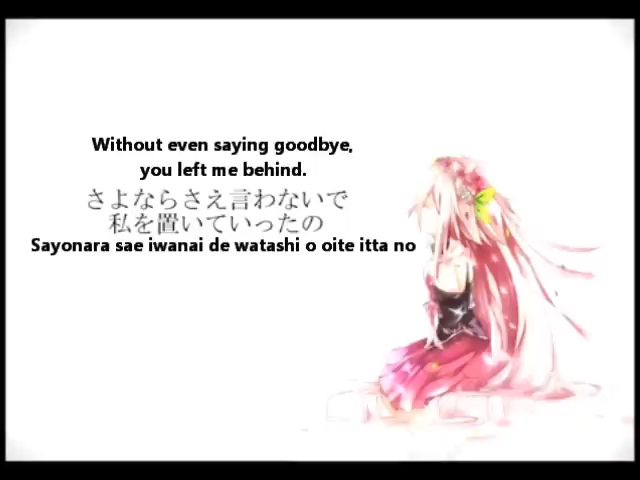 Without even saying goodbye,
you left me behind.
さよならさえ言わないで
私を置いていったの
Sayonara sae iwanai de watashi o oite itta no